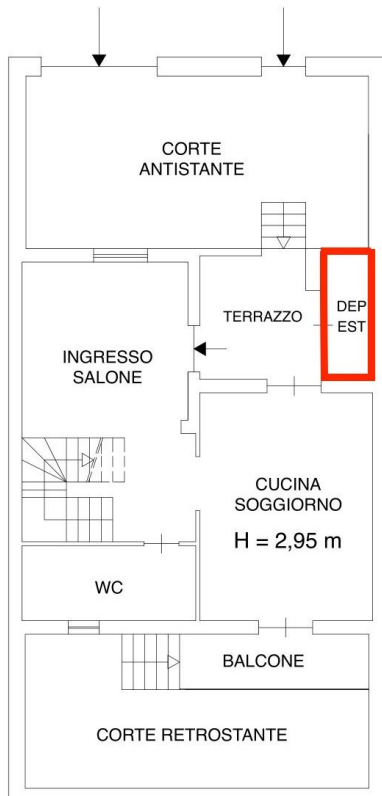 CORTE
ANTISTANTE
TERRAZZO
DEP
EST
INGRESSO
SALONE
CUCINA
SOGGIORNO
H = 2,95 m
WC
BALCONE
CORTE RETROSTANTE